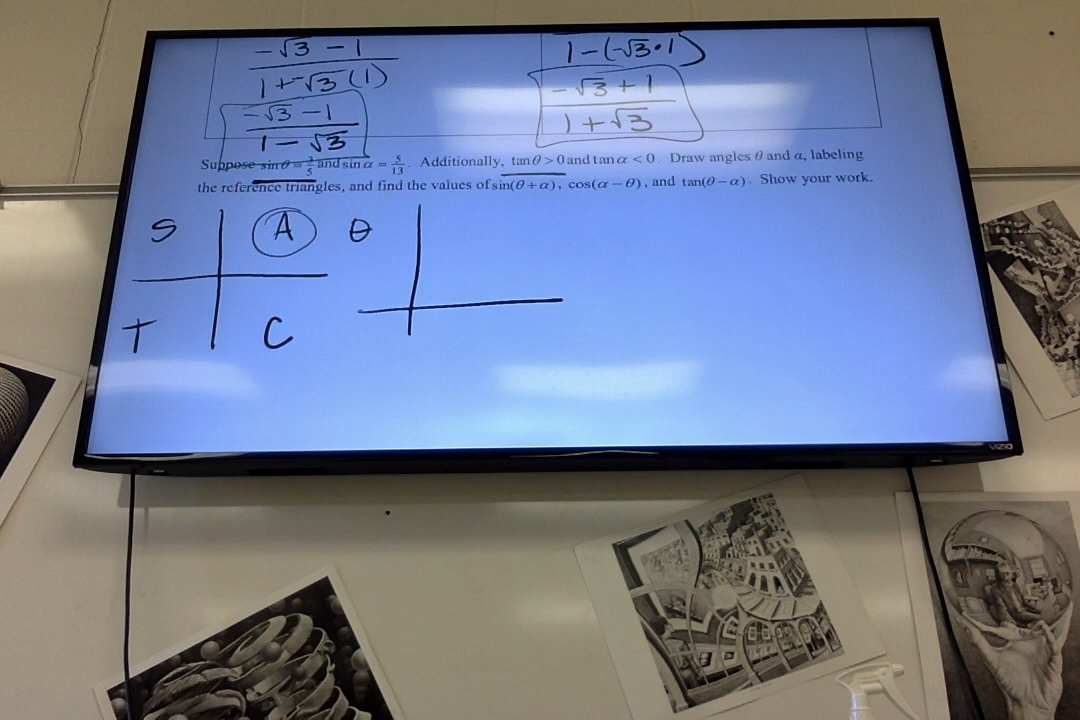 -√3 - 1
1+-√3(1)
-√3 - 1
1 - √3
1-(-√3·1)
-√3 + 1
1 + √3
Suppose sin θ = 3/5 and sin α = 5/13. Additionally, tan θ > 0 and tan α < 0. Draw angles θ and α, labeling
the reference triangles, and find the values of sin(θ+α), cos(α−θ), and tan(θ−α). Show your work.
S A θ
T C
VIZIO